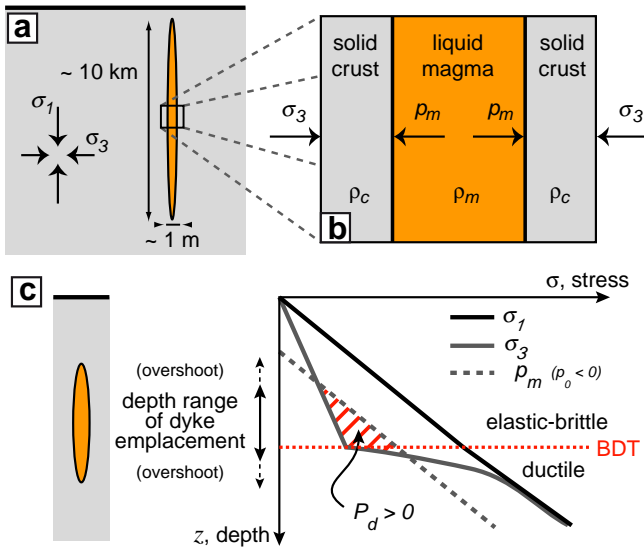 a
~ 10 km
σ1
σ3
~ 1 m
solid crust
liquid magma
solid crust
σ3
pm
pm
σ3
ρc
ρm
ρc
b
c
σ, stress
σ1
σ3
pm (p0 < 0)
(overshoot)
depth range of
dyke
emplacement
(overshoot)
elastic-brittle
BDT
ductile
Pd > 0
z, depth